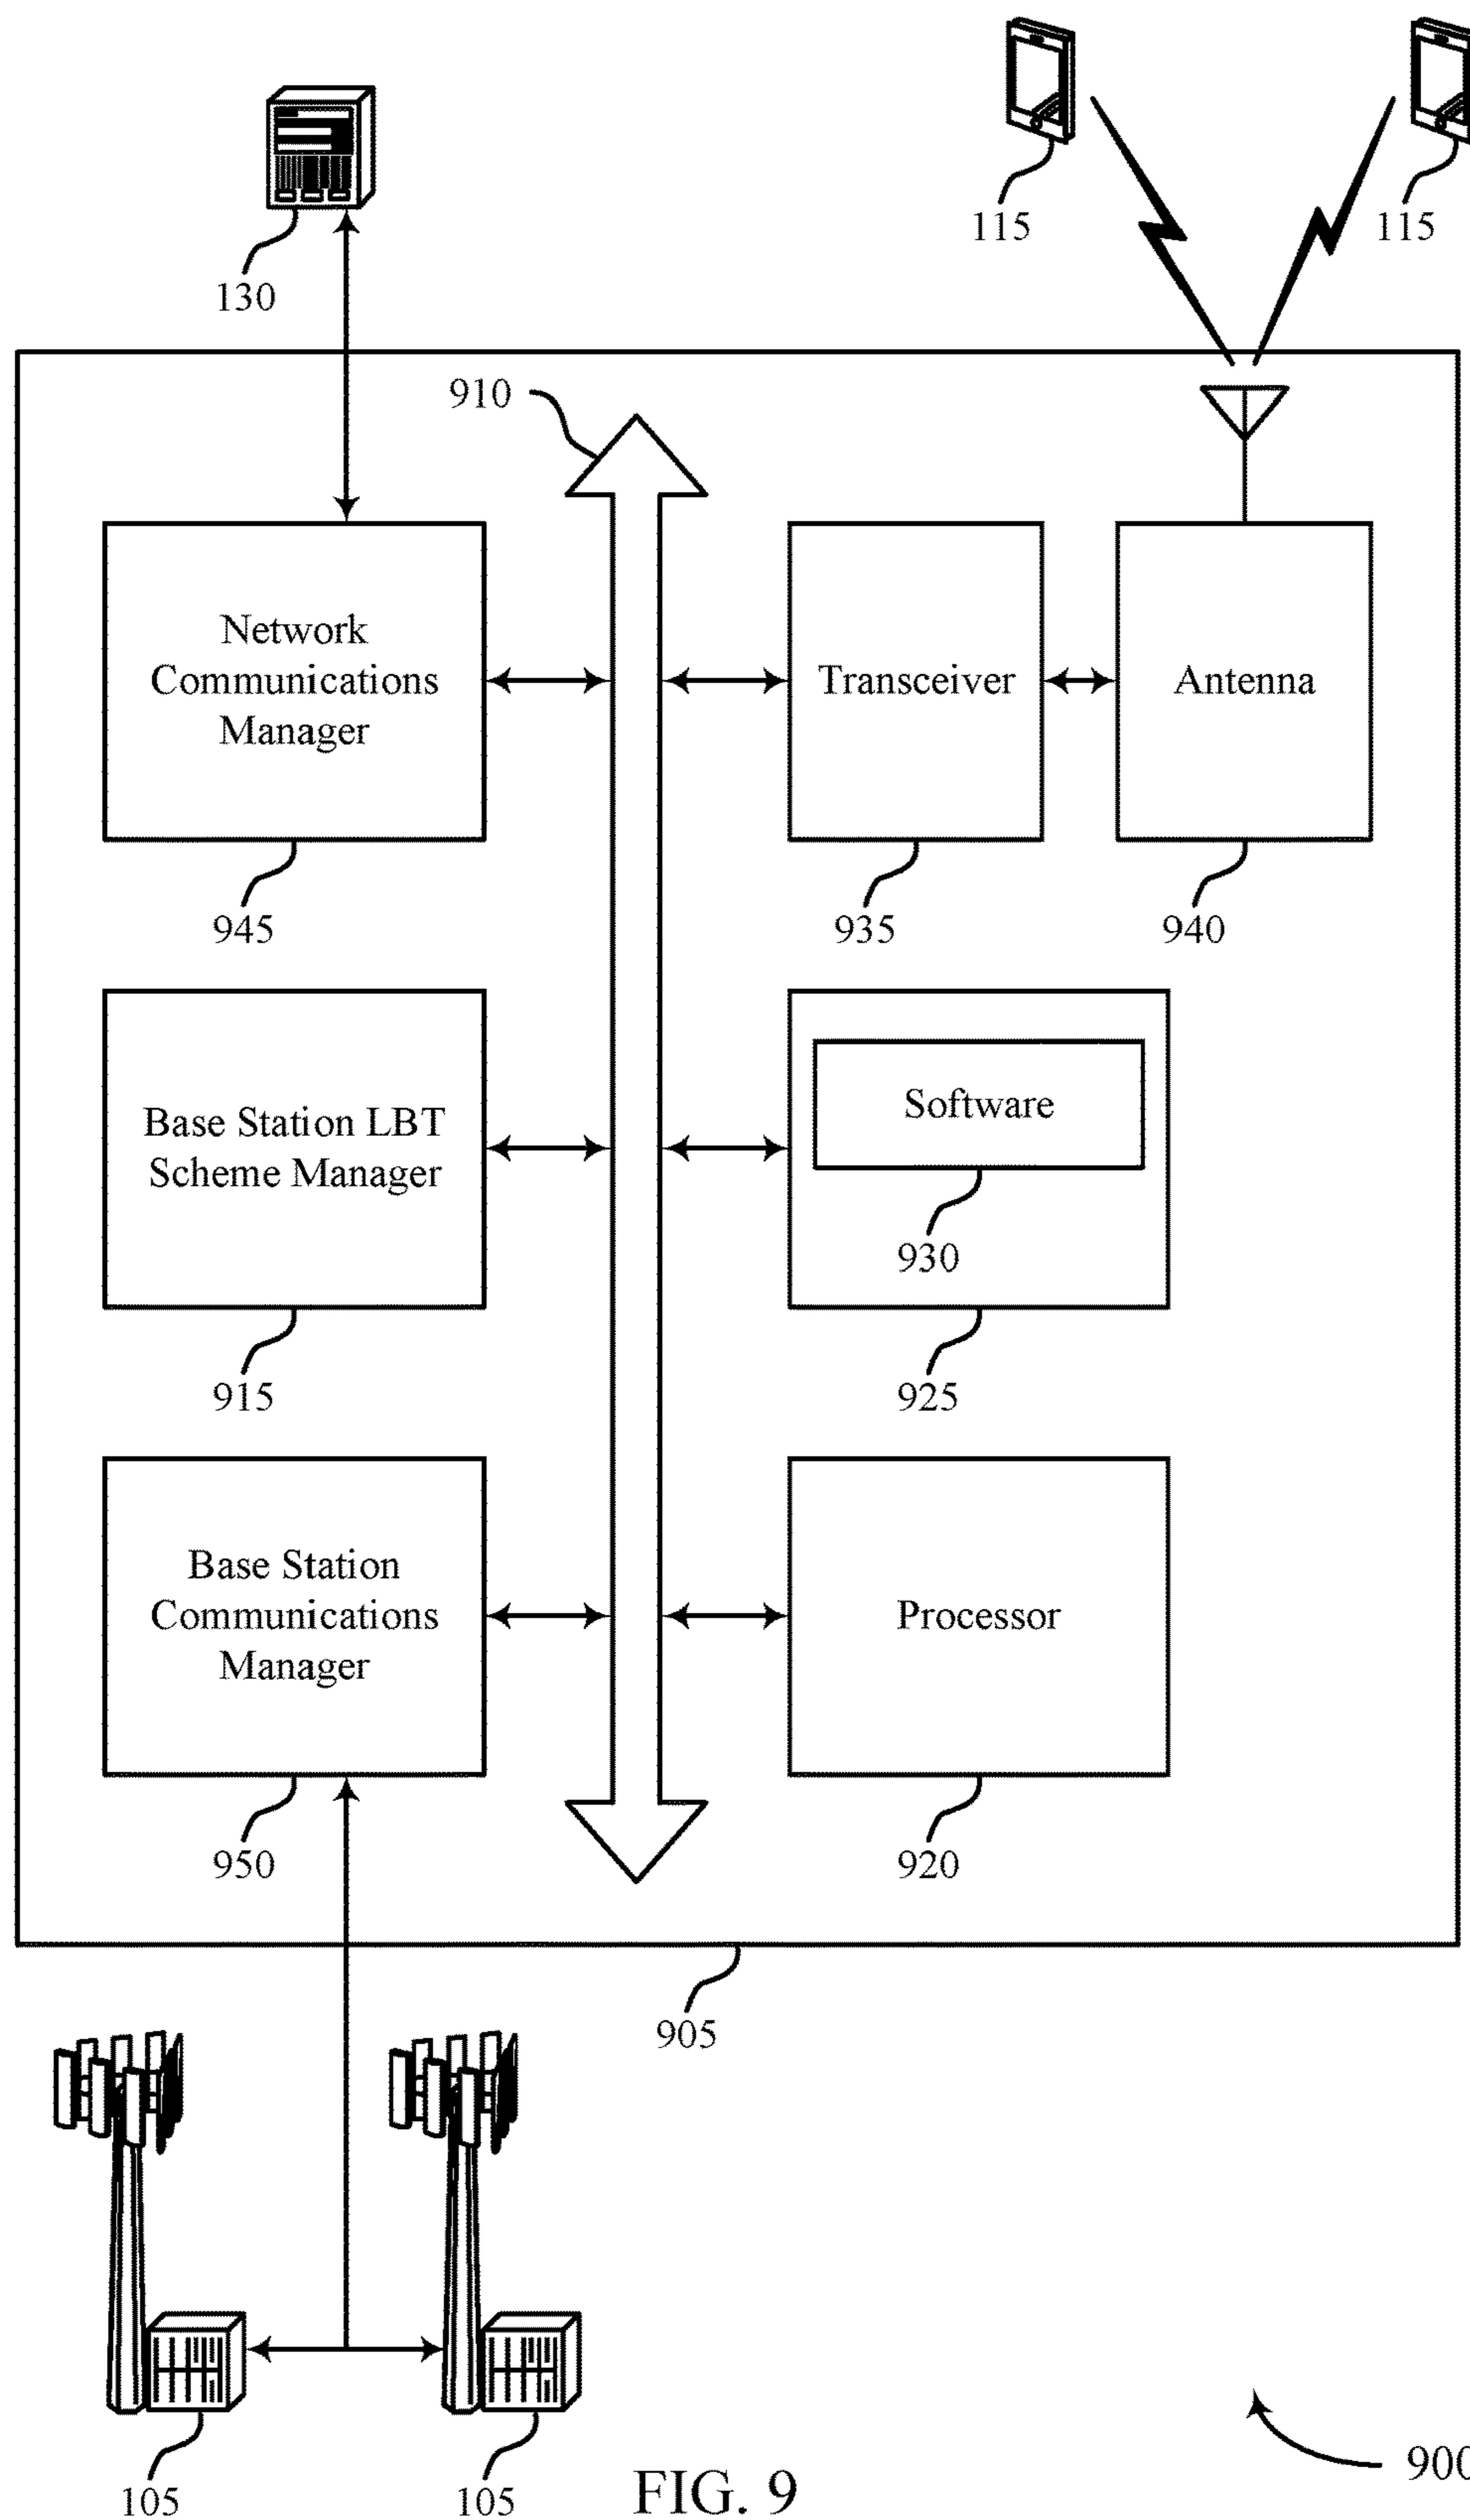 115
115
130
910
Network
Communications
Manager
Transceiver
Antenna
945
935
940
Base Station LBT
Scheme Manager
Software
930
915
925
Base Station
Communications
Manager
Processor
950
920
905
105
105
FIG. 9
900